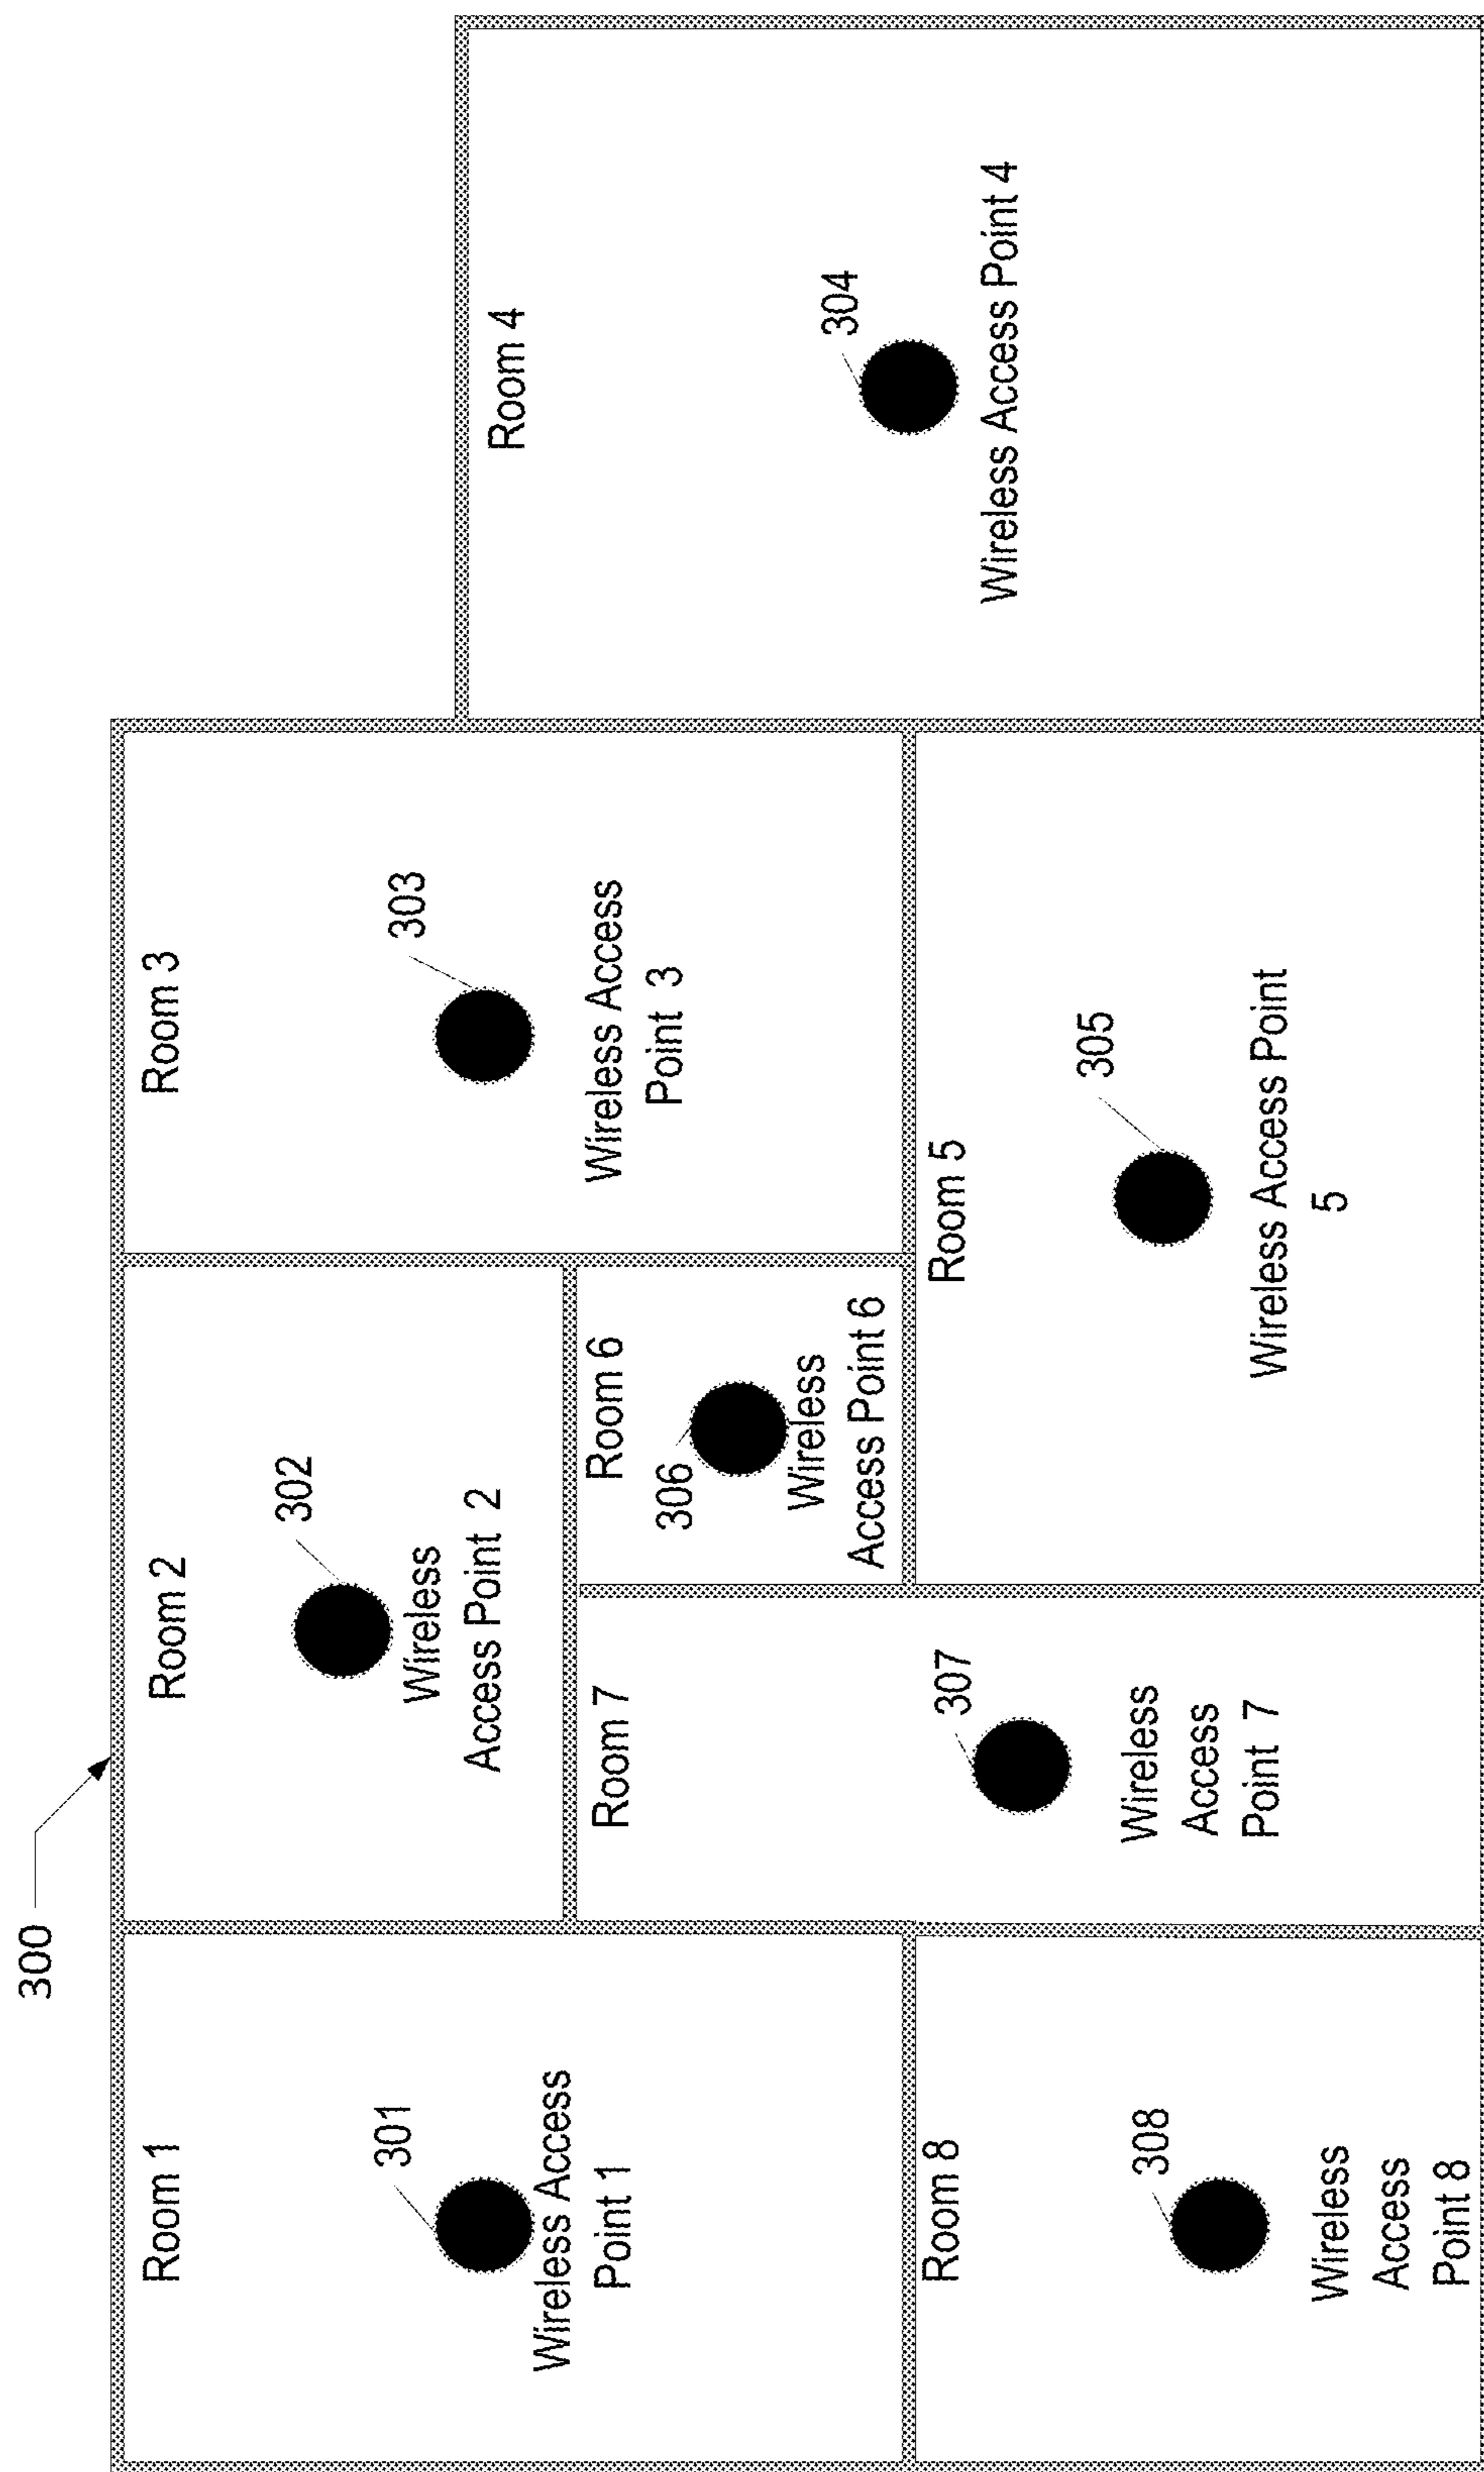 300
Room 1
301
Wireless Access
Point 1
Room 2
302
Wireless
Access Point 2
Room 3
303
Wireless Access
Point 3
Room 4
304
Wireless Access Point 4
Room 8
308
Wireless
Access
Point 8
Room 7
307
Wireless
Access
Point 7
Room 6
306
Wireless
Access Point 6
Room 5
305
Wireless Access Point
5